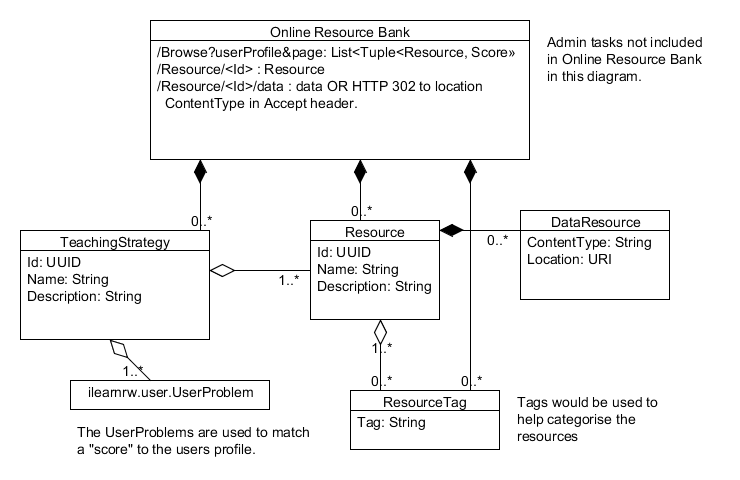 Online Resource Bank
/Browse?userProfile&page: List<Tuple<Resource, Score»
/Resource/<Id> : Resource
/Resource/<Id>/data : data OR HTTP 302 to location
ContentType in Accept header.
Admin tasks not included
in Online Resource Bank
in this diagram.
0..*
0..*
TeachingStrategy
Id: UUID
Name: String
Description: String
1..*
Resource
Id: UUID
Name: String
Description: String
0..*
DataResource
ContentType: String
Location: URI
1..*
1..*
0..*
0..*
ilearnrw.user.UserProblem
ResourceTag
Tag: String
Tags would be used to
help categorise the
resources
The UserProblems are used to match
a "score" to the users profile.